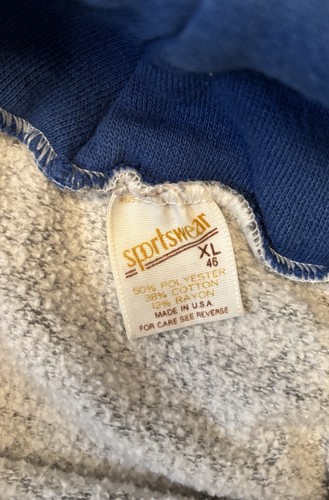 sportswear
XL
46
50% POLYESTER
38% COTTON
12% RAYON
MADE IN U.S.A.
FOR CARE SEE REVERSE